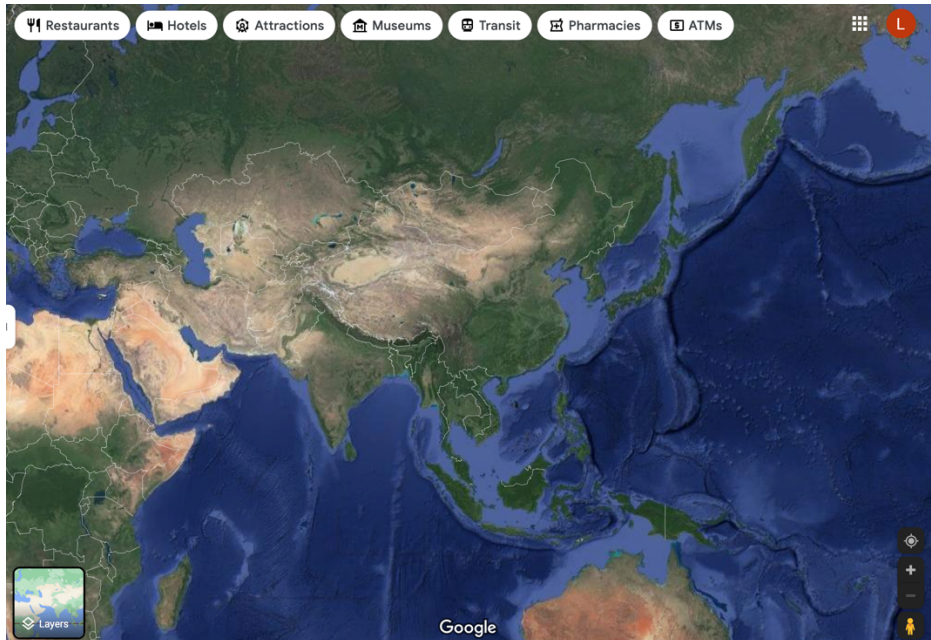 Restaurants
Hotels
Attractions
Museums
Transit
Pharmacies
ATMs
L
Layers
Google